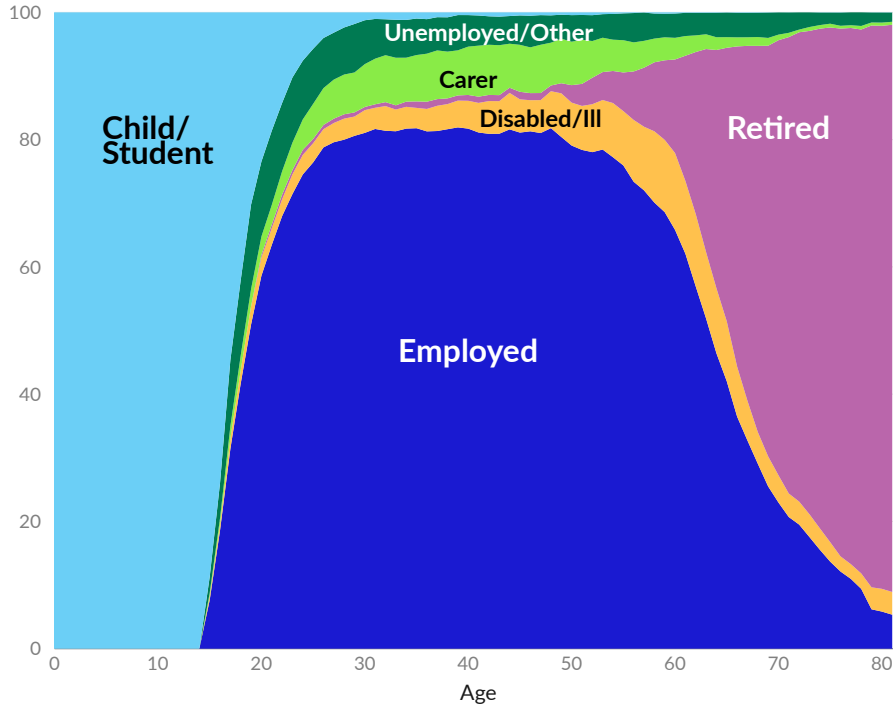 100
Unemployed/Other
Carer
Child/
Student
Disabled/Ill
Retired
80
60
Employed
40
20
0
0 10 20 30 40 50 60 70 80
Age